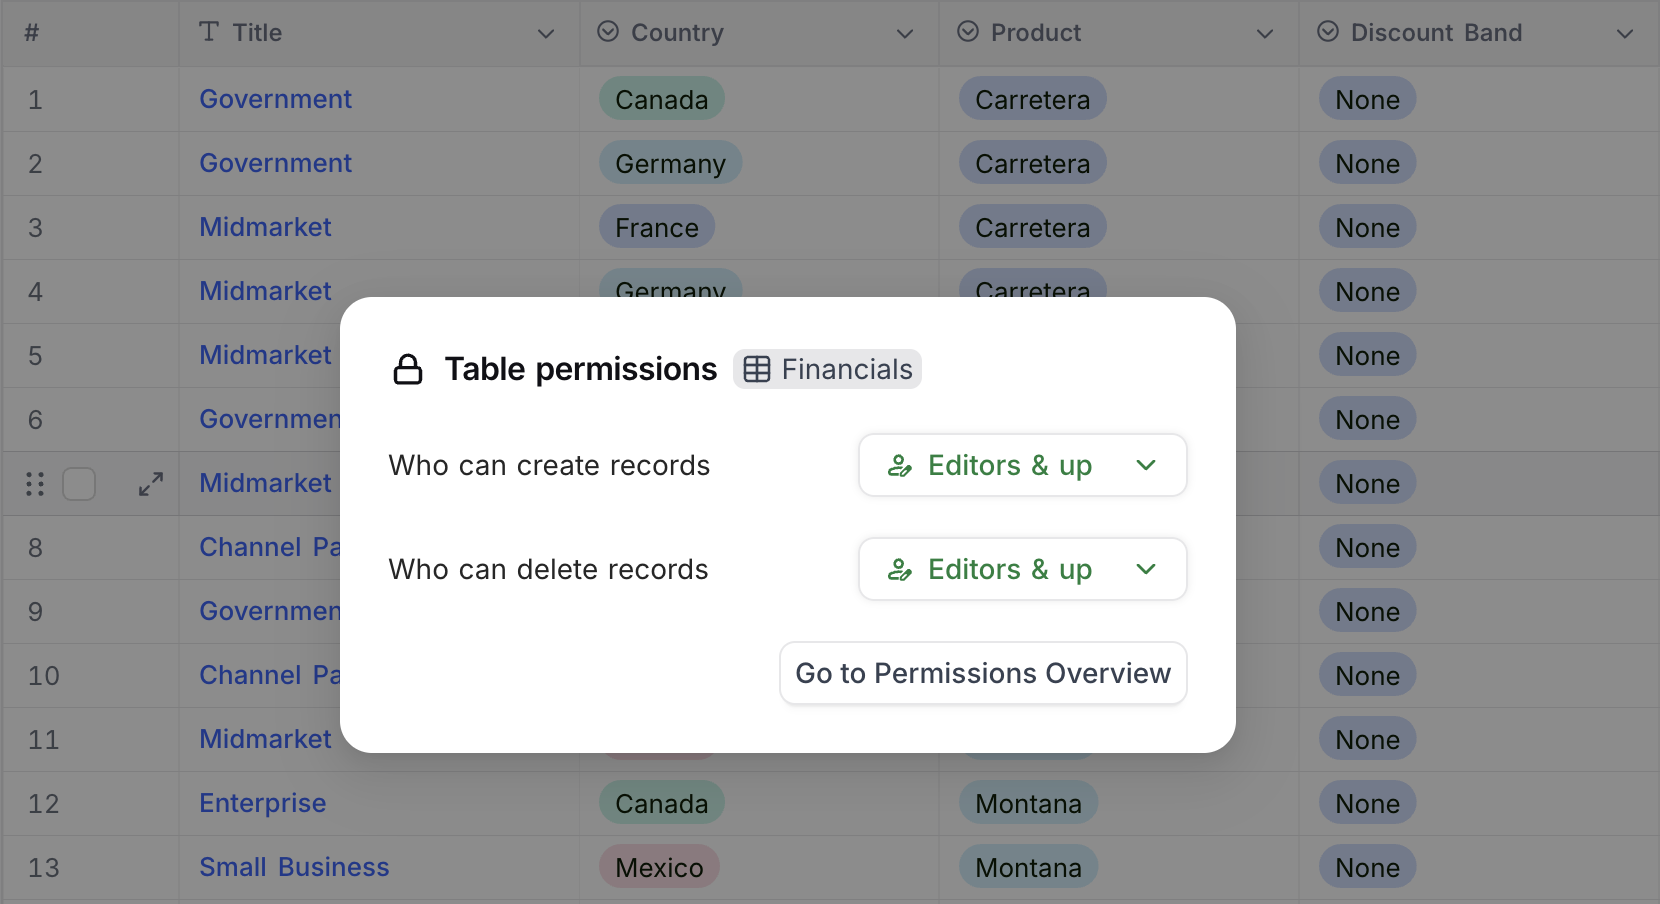 # Title Country Product Discount Band
1 Government Canada Carretera None
2 Government Germany Carretera None
3 Midmarket France Carretera None
4 Midmarket Germany Carretera None
5 Midmarket None
Table permissions Financials
6 Governmen None
Who can create records Editors & up
Midmarket None
8 Channel Pa None
Who can delete records Editors & up
9 Governmen None
10 Channel Pa None
Go to Permissions Overview
11 Midmarket None
12 Enterprise Canada Montana None
13 Small Business Mexico Montana None